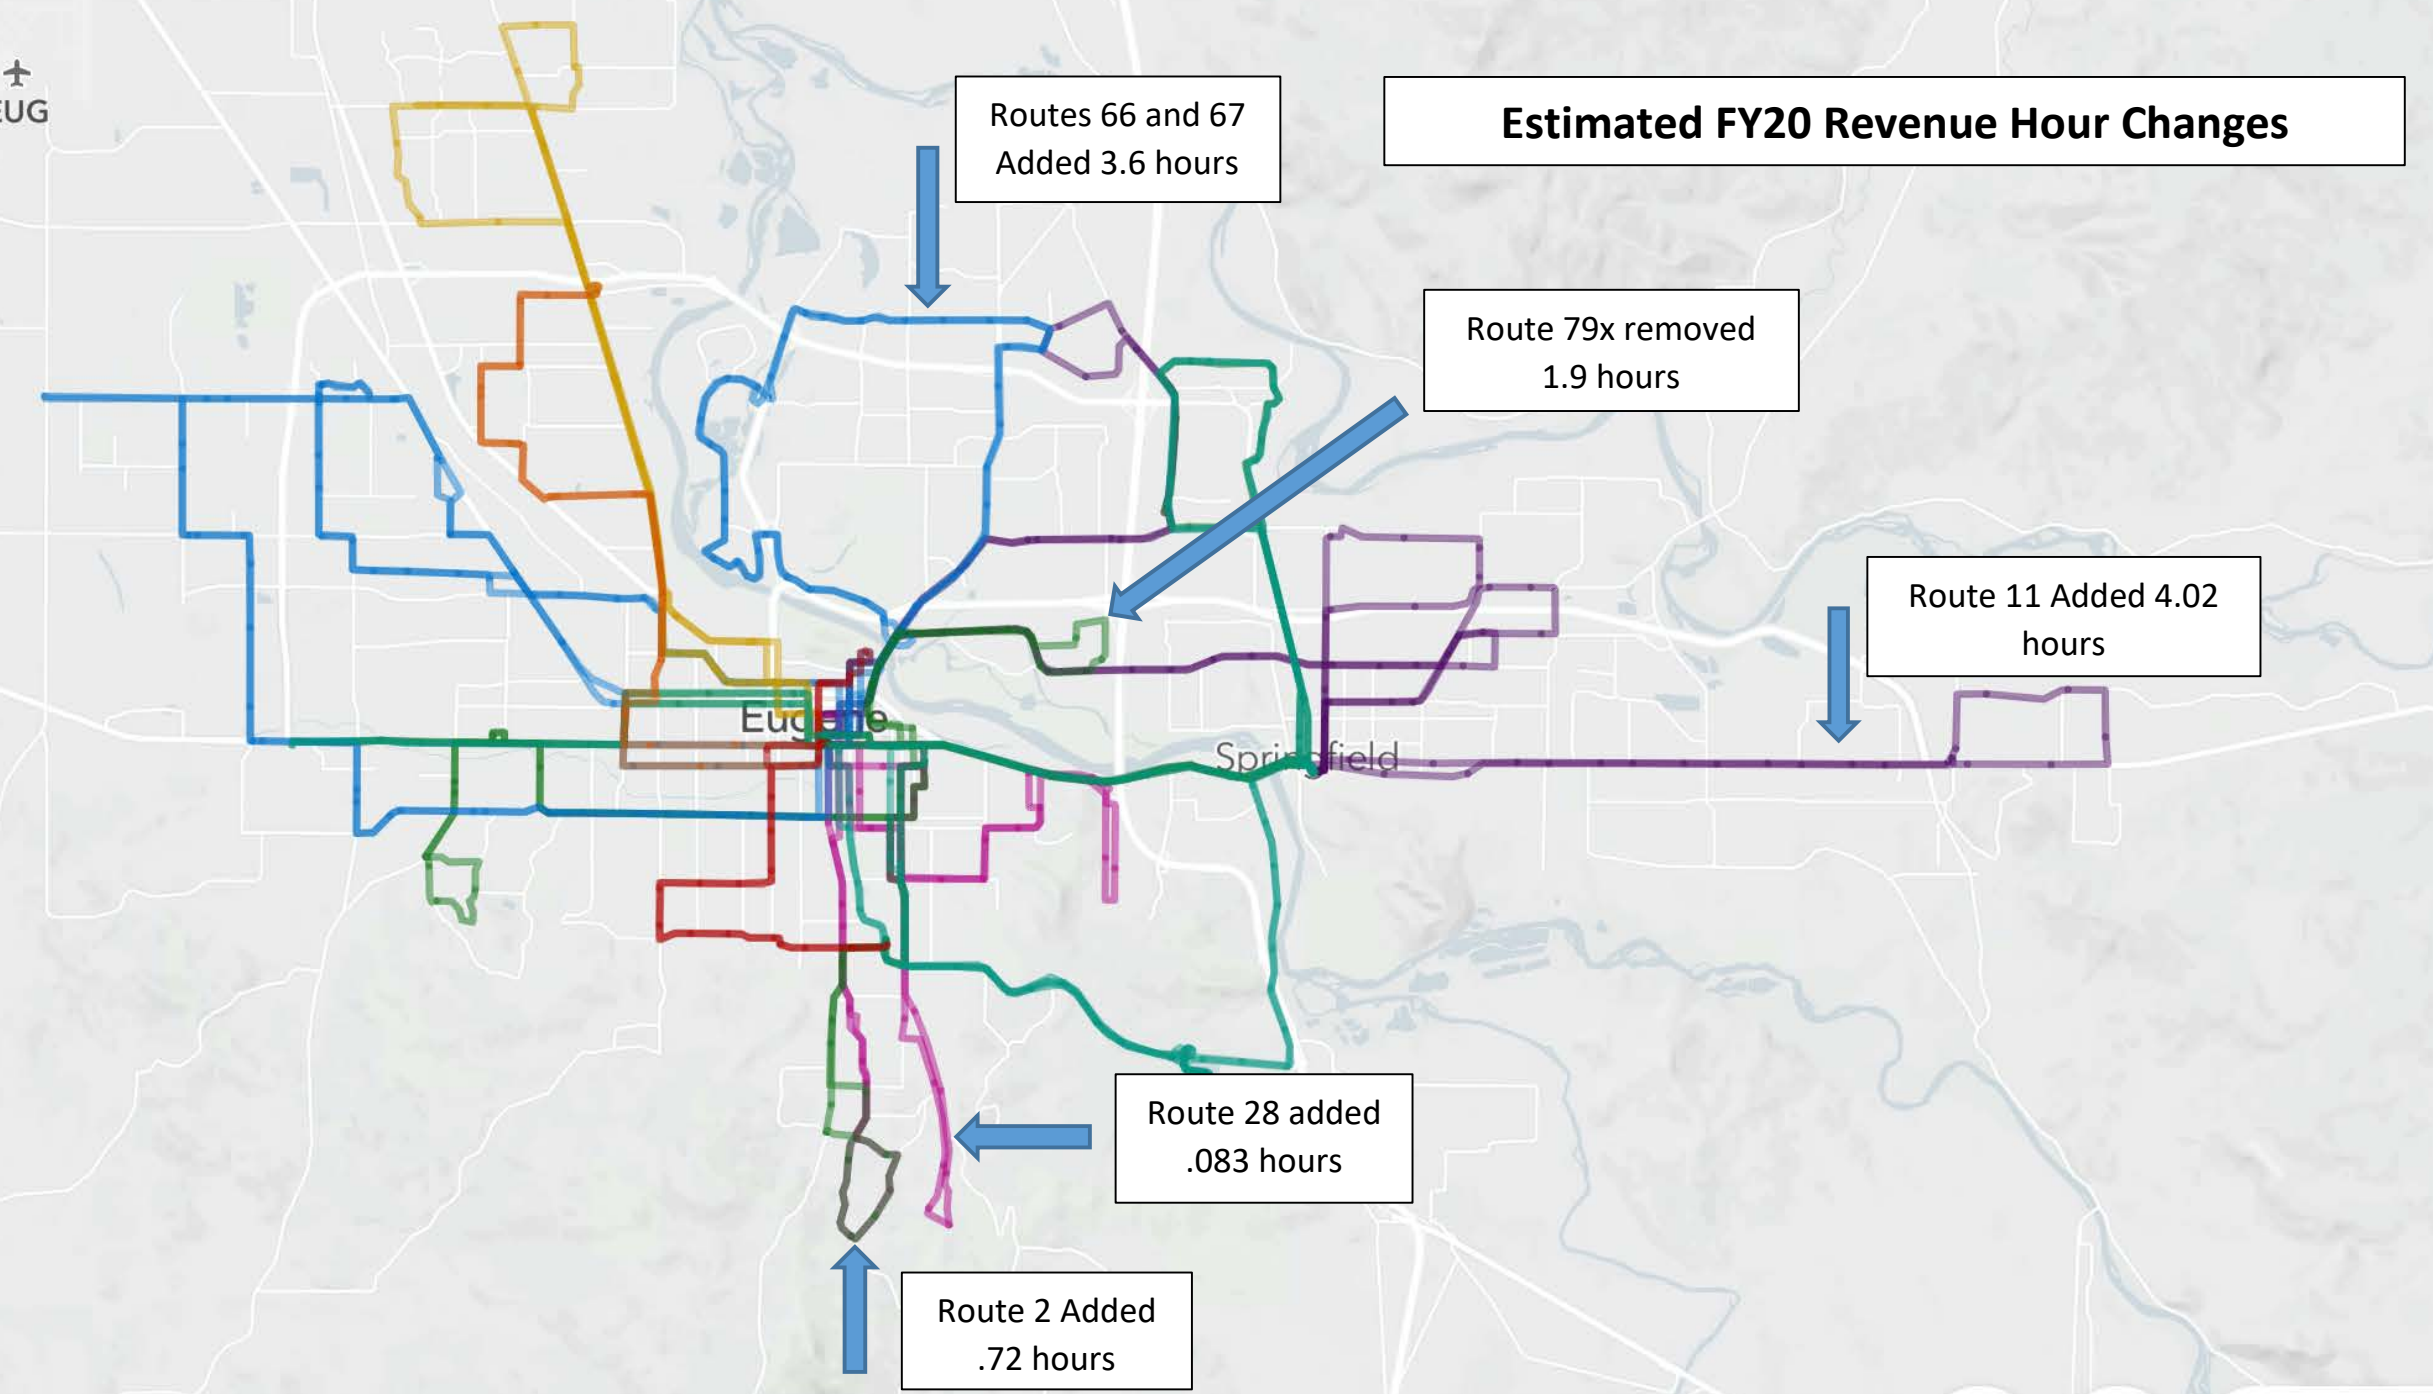 EUG
Routes 66 and 67
Added 3.6 hours
Estimated FY20 Revenue Hour Changes
Route 79x removed
1.9 hours
Route 11 Added 4.02
hours
Eugene
Springfield
Route 28 added
.083 hours
Route 2 Added
.72 hours